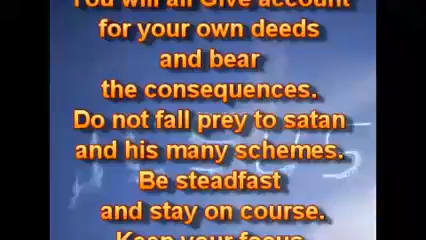 You will all Give account
for your own deeds
and bear
the consequences.
Do not fall prey to satan
and his many schemes.
Be steadfast
and stay on course.
Keep your focus
JESUS